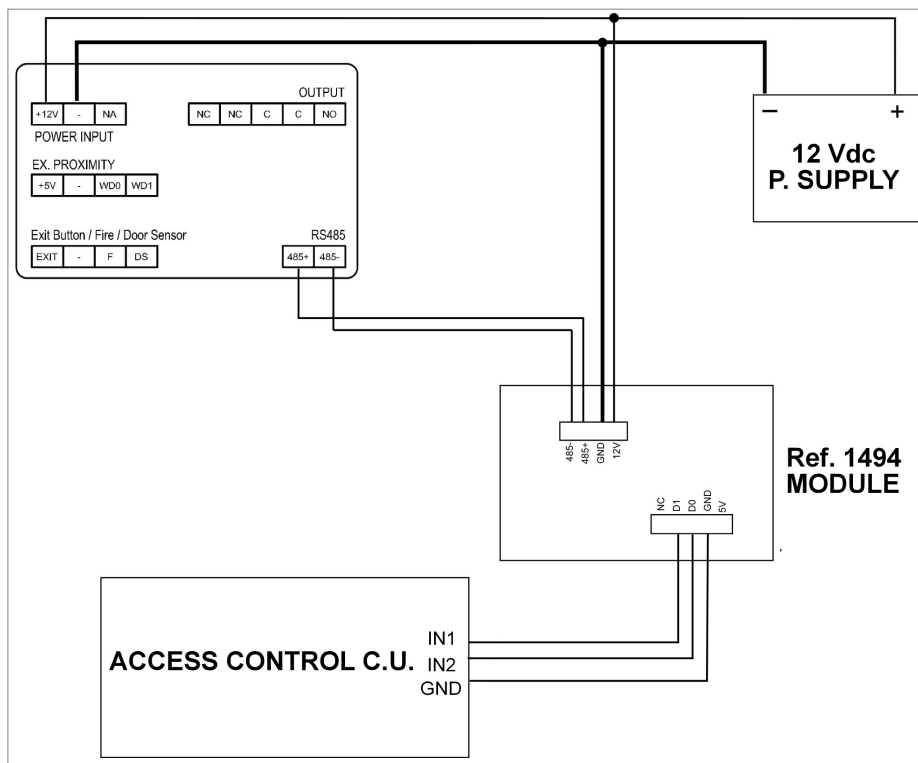 OUTPUT
+12V - NA
NC NC C C NO
POWER INPUT
EX. PROXIMITY
+5V - WD0 WD1
Exit Button / Fire / Door Sensor
RS485
EXIT - F DS
485+ 485-
− +
12 Vdc
P. SUPPLY
485-
485+
GND
12V
Ref. 1494
MODULE
NC
D1
D0
GND
5V
ACCESS CONTROL C.U.
IN1
IN2
GND